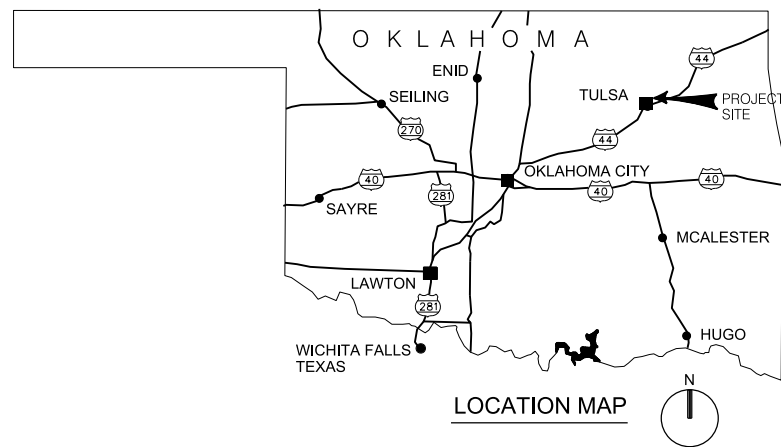 OKLAHOMA
ENID
44
SEILING
TULSA
PROJECT
SITE
270
44
OKLAHOMA CITY
40
281
40
SAYRE
MCALESTER
LAWTON
281
HUGO
WICHITA FALLS
TEXAS
N
LOCATION MAP